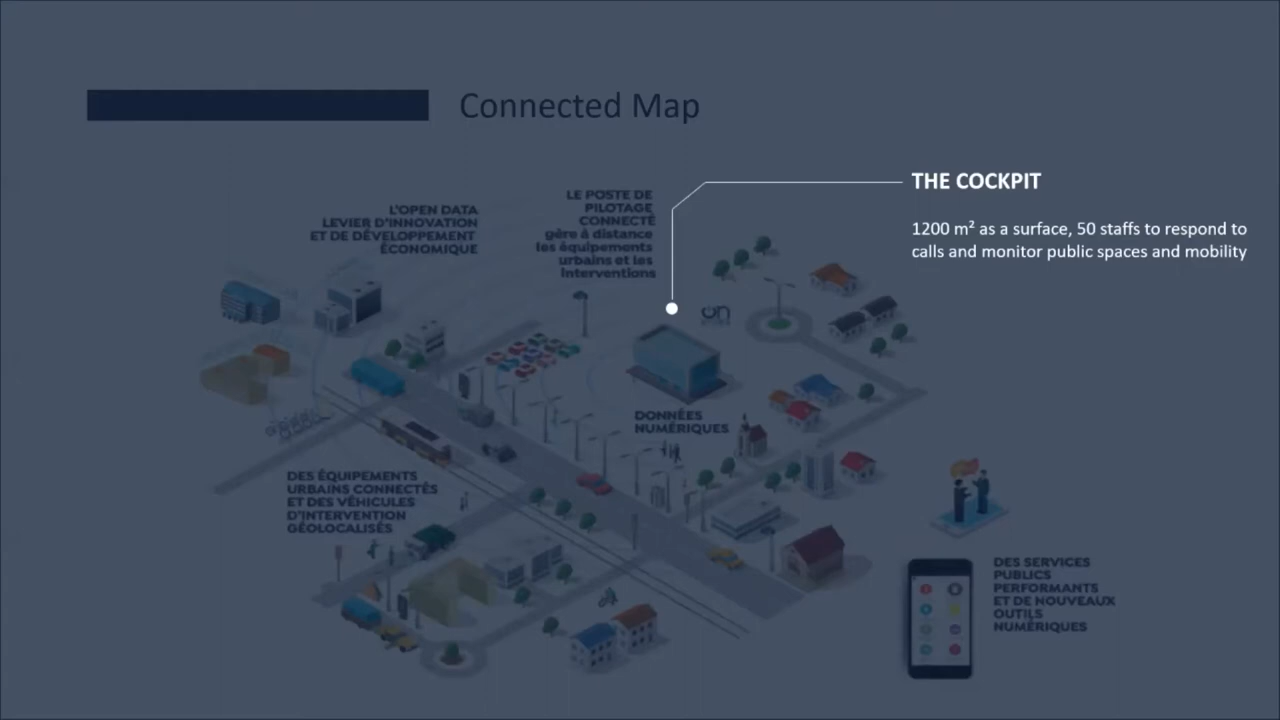 Connected Map
THE COCKPIT
1200 m² as a surface, 50 staffs to respond to
calls and monitor public spaces and mobility
LE POSTE DE
PILOTAGE
CONNECTÉ
gère à distance
les équipements
urbains et les
interventions
L'OPEN DATA
LEVIER D'INNOVATION
ET DE DÉVELOPPEMENT
ÉCONOMIQUE
on
DONNÉES
NUMÉRIQUES
DES ÉQUIPEMENTS
URBAINS CONNECTÉS
ET DES VÉHICULES
D'INTERVENTION
GÉOLOCALISÉS
DES SERVICES
PUBLICS
PERFORMANTS
ET DE NOUVEAUX
OUTILS
NUMÉRIQUES